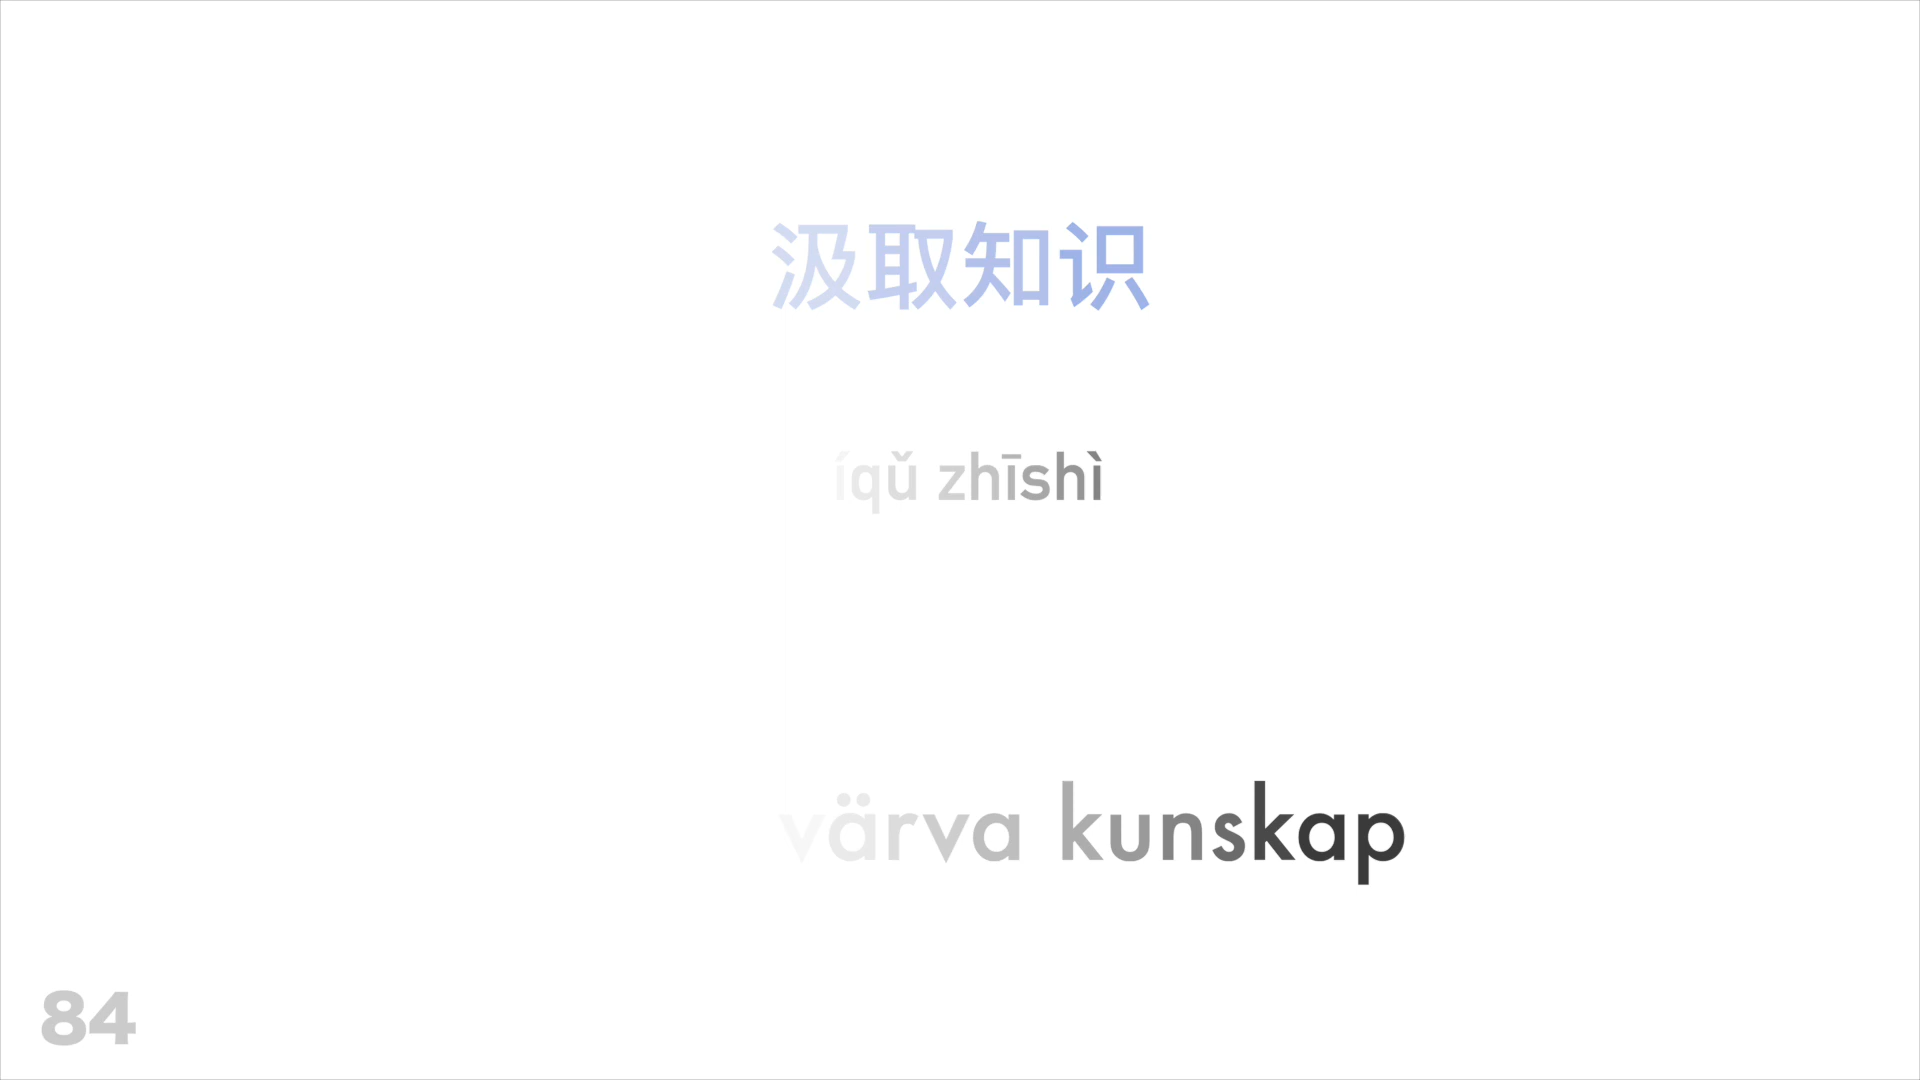 汲取知识
íqǔ zhīshì
värva kunskap
84